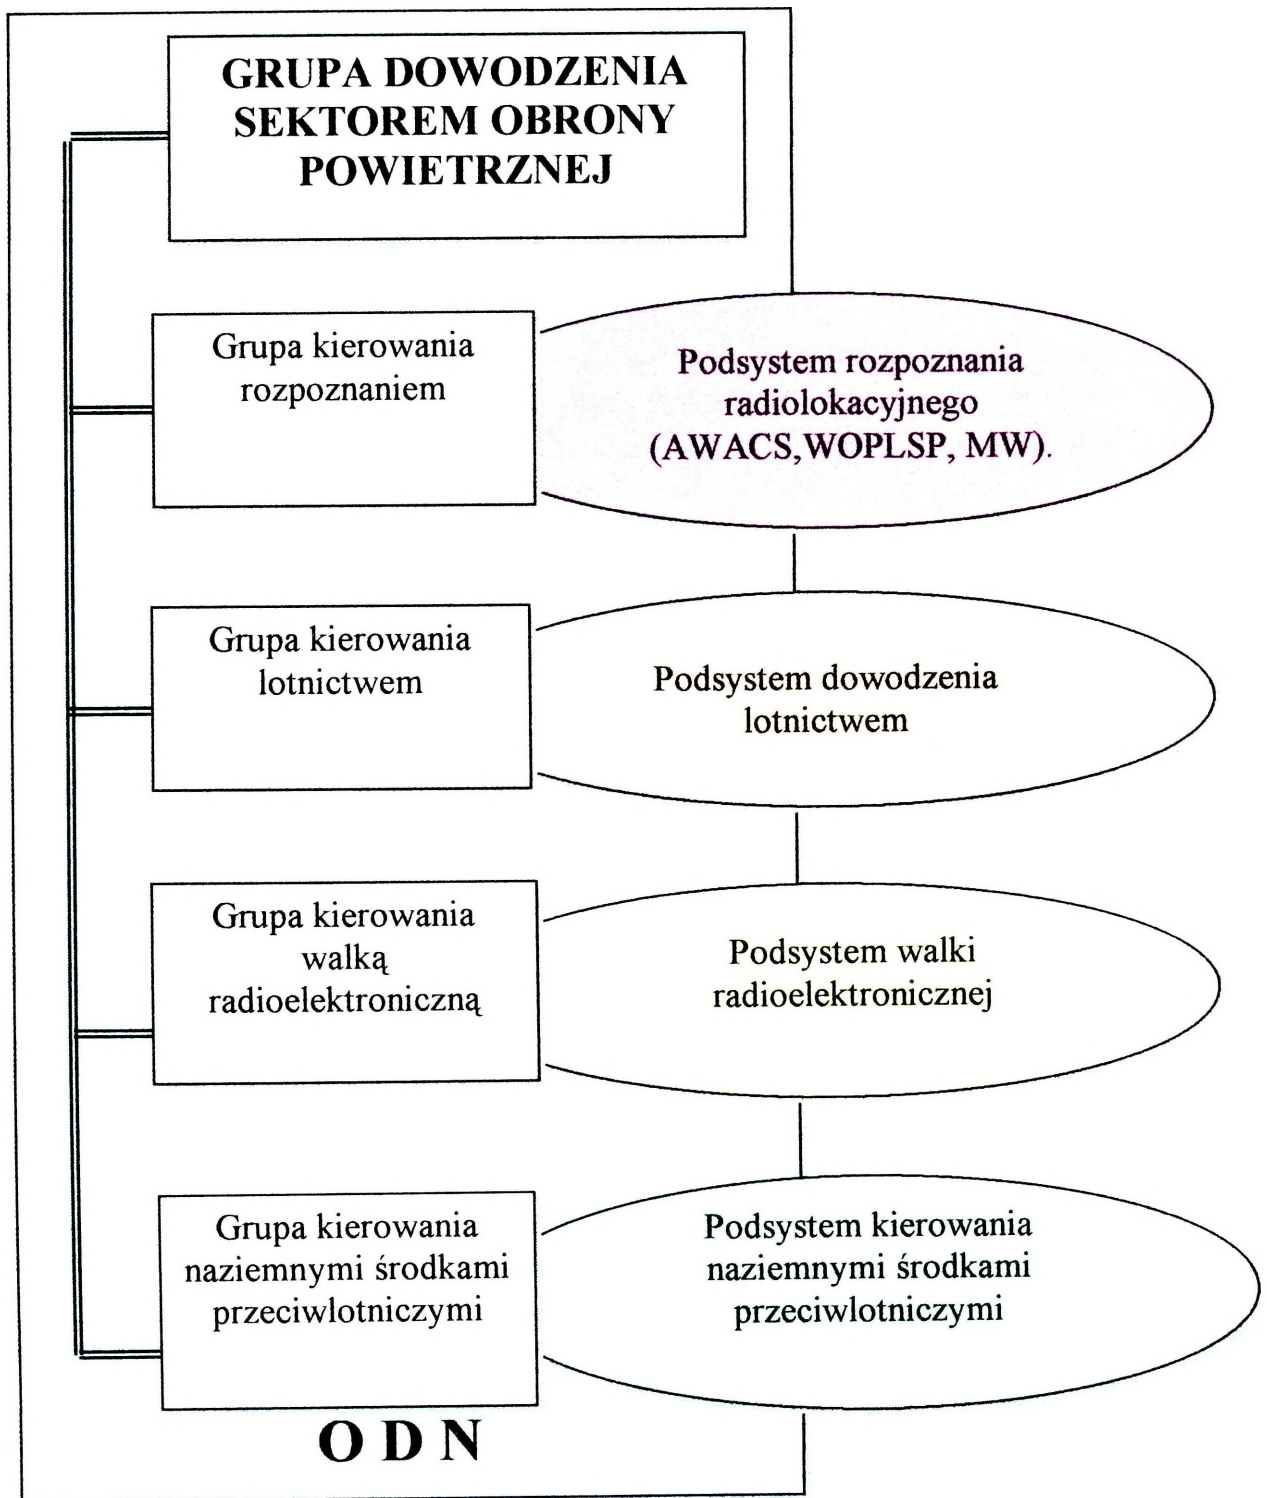 GRUPA DOWODZENIA
SEKTOREM OBRONY
POWIETRZNEJ
Grupa kierowania
rozpoznaniem
Podsystem rozpoznania
radiolokacyjnego
(AWACS,WOPLSP, MW).
Grupa kierowania
lotnictwem
Podsystem dowodzenia
lotnictwem
Grupa kierowania
walką
radioelektroniczną
Podsystem walki
radioelektronicznej
Grupa kierowania
naziemnymi środkami
przeciwlotniczymi
Podsystem kierowania
naziemnymi środkami
przeciwlotniczymi
O D N